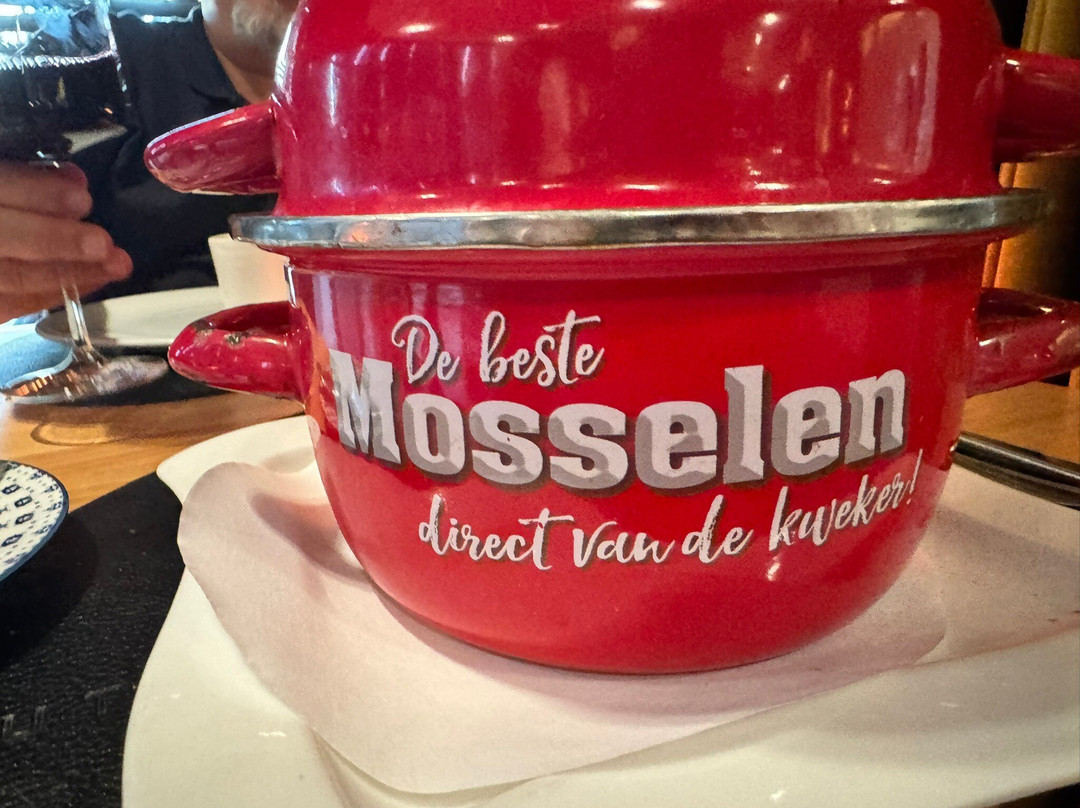 De beste
Mosselen
direct van de kweker!